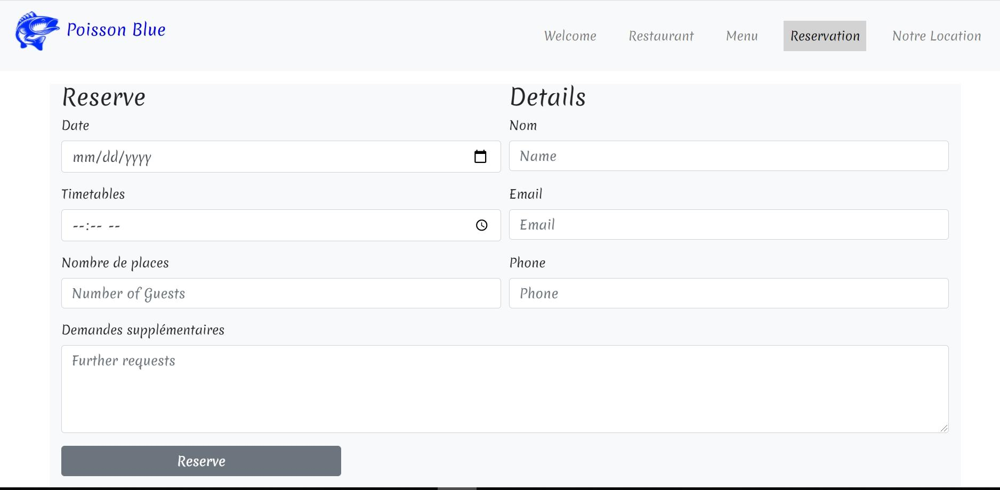 Poisson Blue
Welcome Restaurant Menu Reservation Notre Location
Reserve
Date
mm/dd/yyyy
Timetables
--:-- --
Nombre de places
Number of Guests
Details
Nom
Name
Email
Email
Phone
Phone
Demandes supplémentaires
Further requests
Reserve